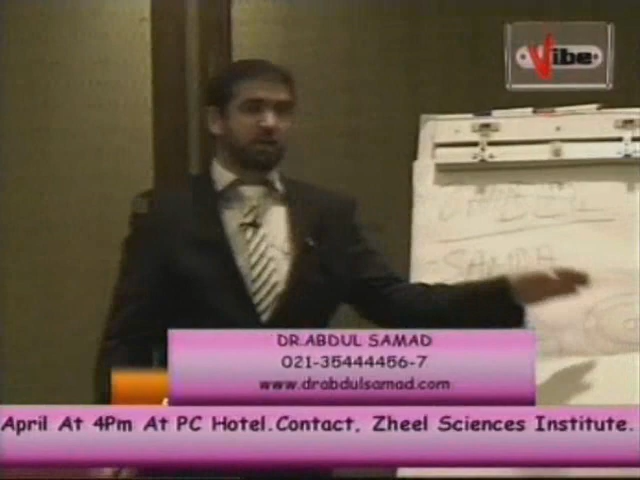 Vibe
DR.ABDUL SAMAD
021-35444456-7
www.drabdulsamad.com
April At 4Pm At PC Hotel.Contact, Zheel Sciences Institute.